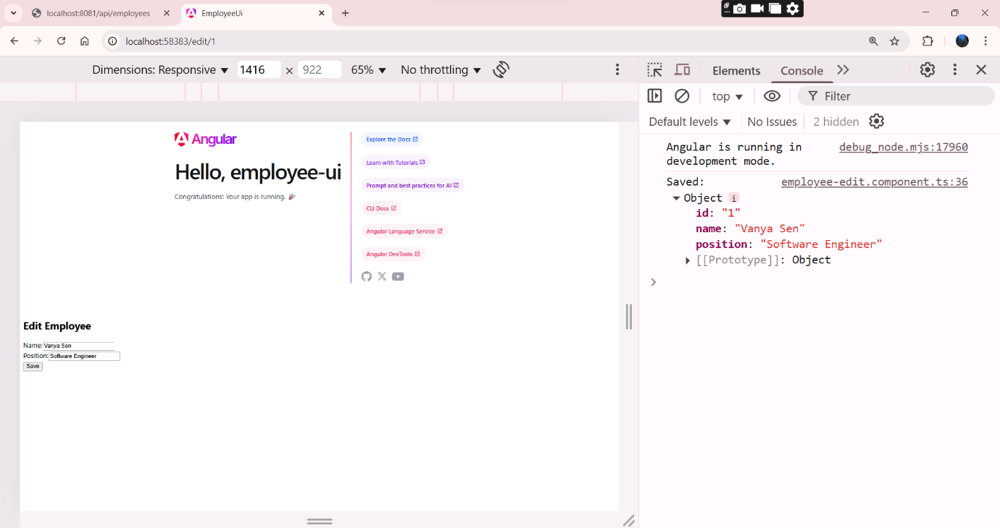 localhost:8081/api/employees
EmployeeUi
localhost:58383/edit/1
Dimensions: Responsive 1416 × 922 65% No throttling
Elements Console
top Filter
Default levels No Issues 2 hidden
Angular is running in development mode. debug_node.mjs:17960
Saved: employee-edit.component.ts:36
Object i
id: "1"
name: "Vanya Sen"
position: "Software Engineer"
[[Prototype]]: Object
Angular
Hello, employee-ui
Congratulations! Your app is running. 🎉
Explore the Docs
Learn with Tutorials
Prompt and best practices for AI
CLI Docs
Angular Language Service
Angular DevTools
Edit Employee
Name: Vanya Sen
Position: Software Engineer
Save